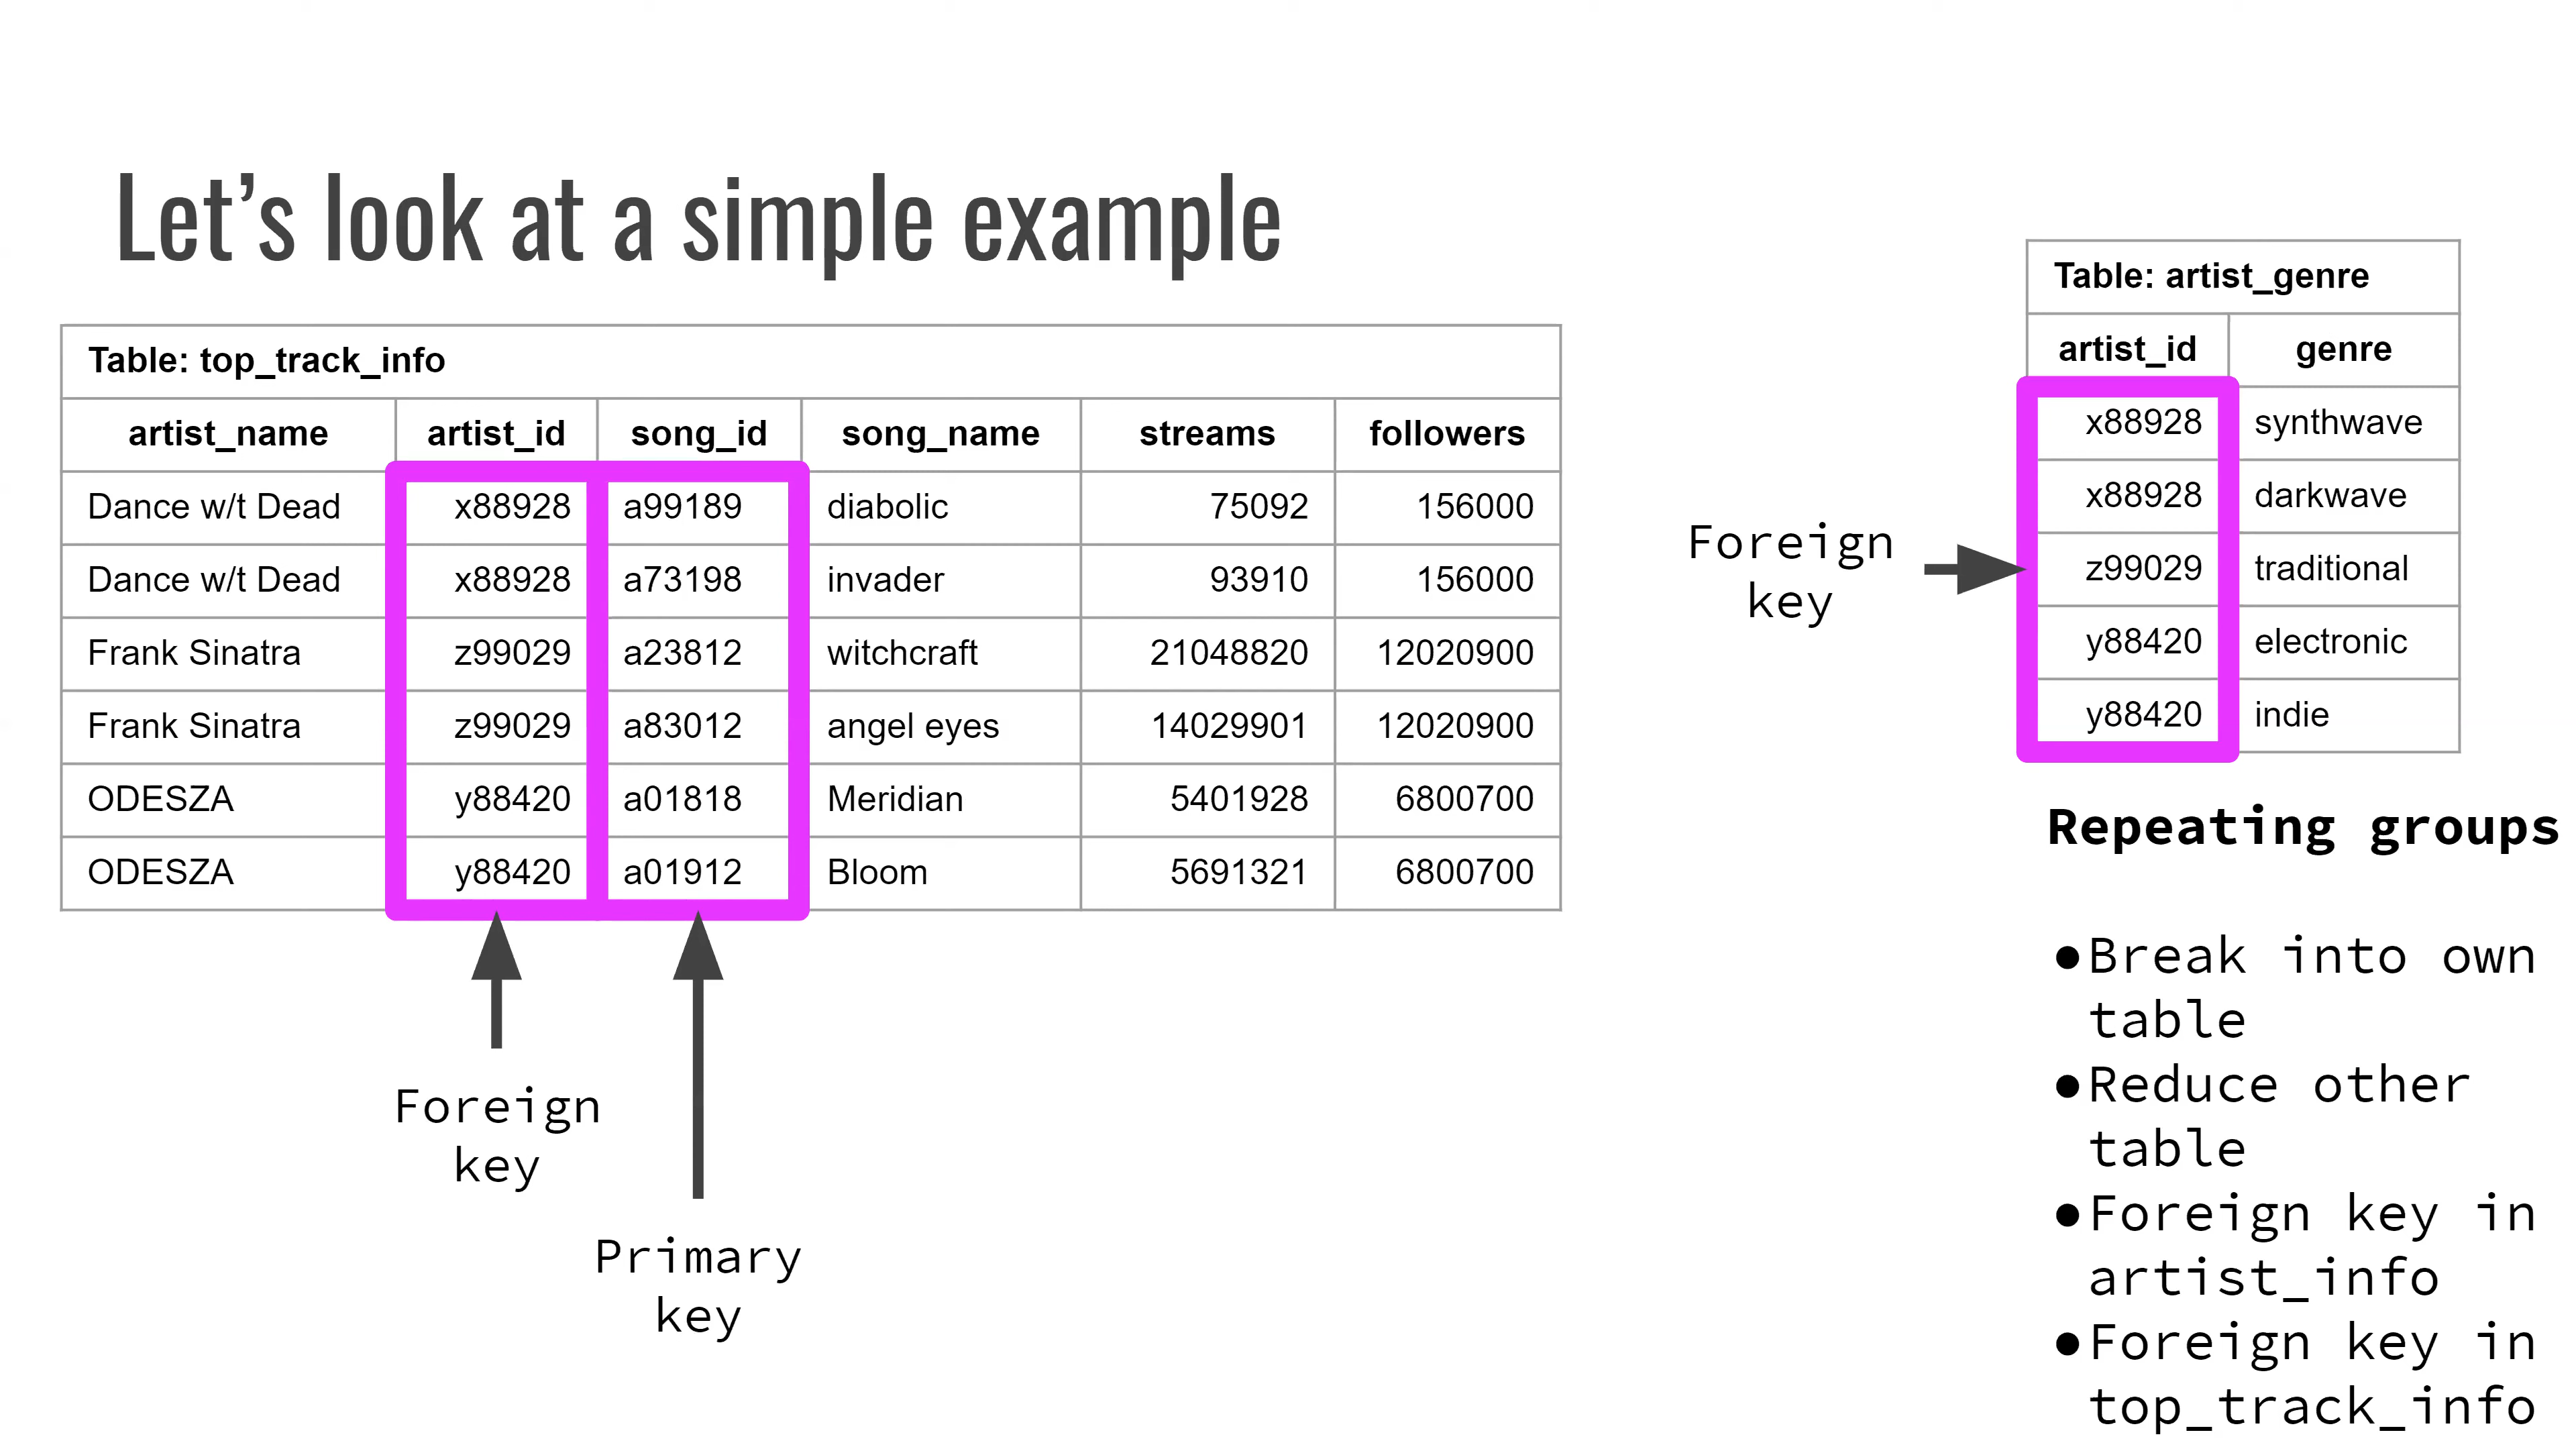 Let’s look at a simple example
Table: top_track_info
artist_name artist_id song_id song_name streams followers
Dance w/t Dead x88928 a99189 diabolic 75092 156000
Dance w/t Dead x88928 a73198 invader 93910 156000
Frank Sinatra z99029 a23812 witchcraft 21048820 12020900
Frank Sinatra z99029 a83012 angel eyes 14029901 12020900
ODESZA y88420 a01818 Meridian 5401928 6800700
ODESZA y88420 a01912 Bloom 5691321 6800700
Foreign
key
Primary
key
Table: artist_genre
artist_id genre
x88928 synthwave
x88928 darkwave
z99029 traditional
y88420 electronic
y88420 indie
Foreign
key
Repeating groups
●Break into own
table
●Reduce other
table
●Foreign key in
artist_info
●Foreign key in
top_track_info